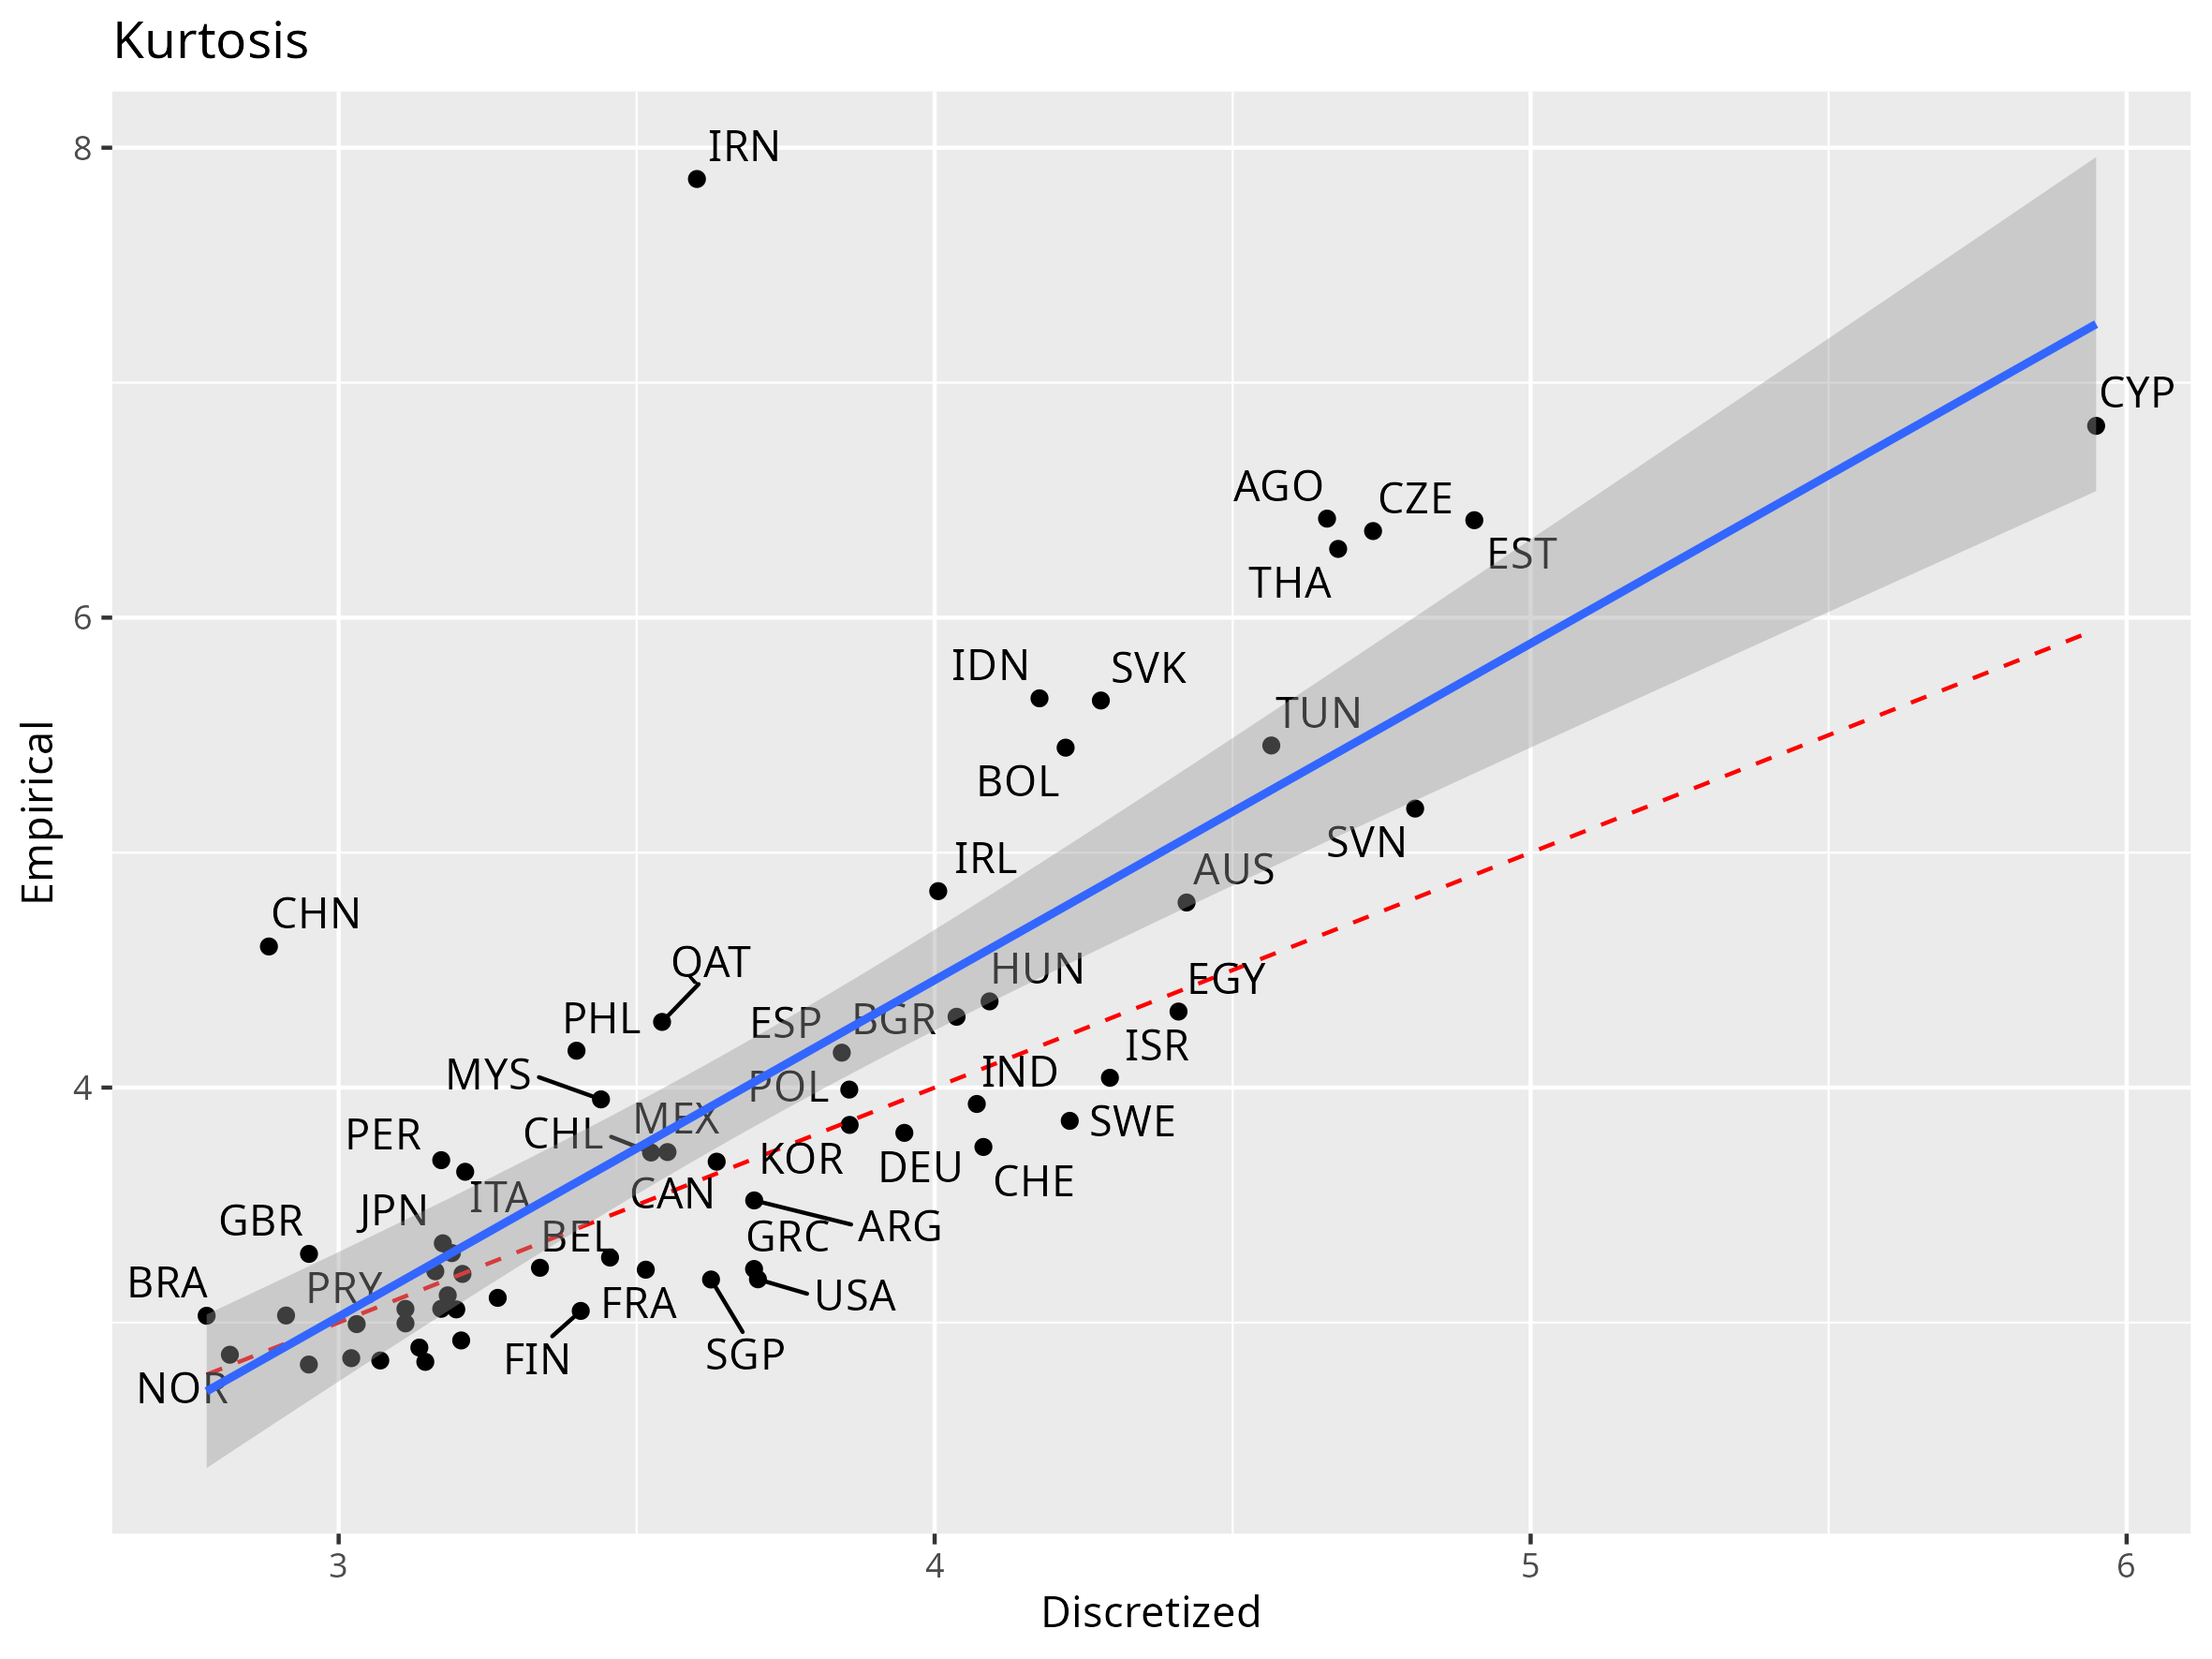 Kurtosis
8
6
4
Empirical
IRN
CYP
AGO
CZE
EST
THA
IDN
SVK
TUN
BOL
SVN
IRL
AUS
CHN
QAT
HUN
EGY
PHL
ESP
BGR
ISR
MYS
POL
IND
CHL
MEX
SWE
PER
KOR
DEU
CHE
ITA
CAN
JPN
GBR
BEL
GRC
ARG
BRA
PRY
FRA
USA
FIN
SGP
NOR
3
4
5
6
Discretized